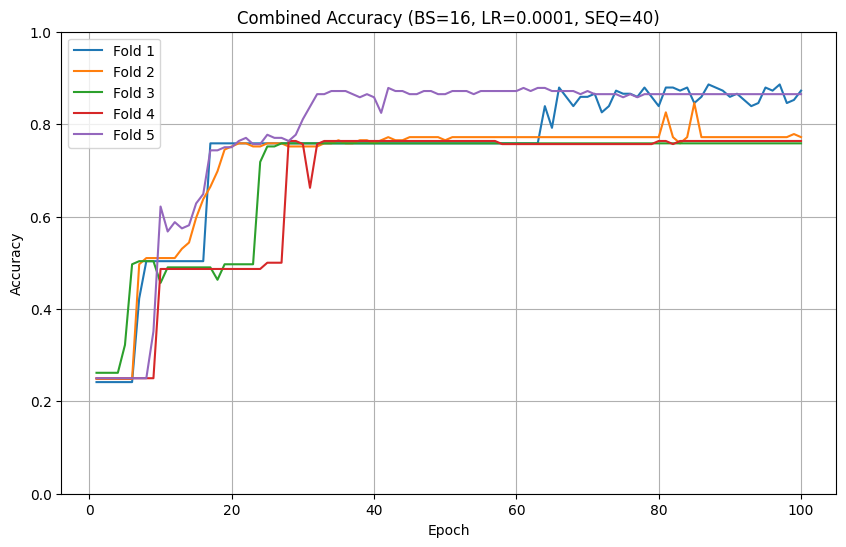 Combined Accuracy (BS=16, LR=0.0001, SEQ=40)
Fold 1
Fold 2
Fold 3
Fold 4
Fold 5
Accuracy
1.0
0.8
0.6
0.4
0.2
0.0
0 20 40 60 80 100
Epoch